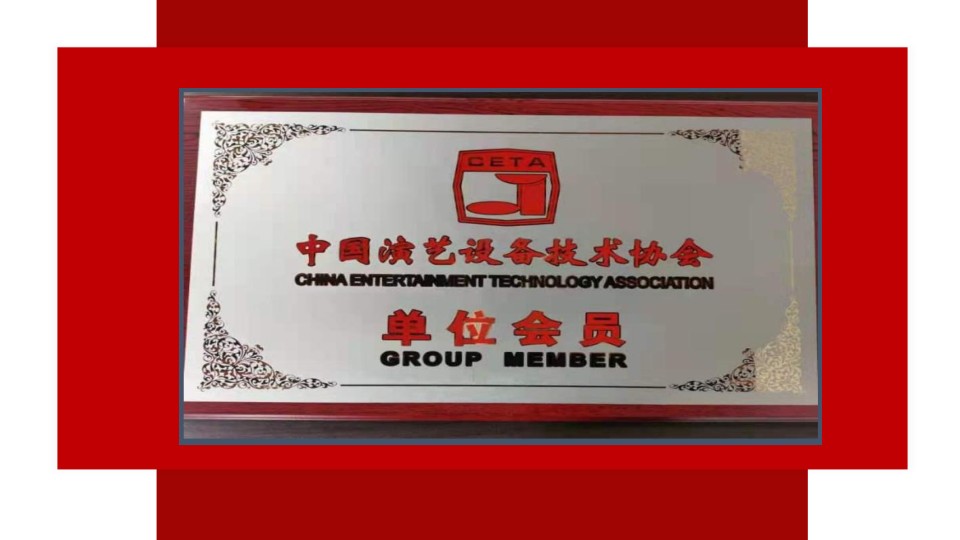 CETA
中国演艺设备技术协会
CHINA ENTERTAINMENT TECHNOLOGY ASSOCIATION
单位会员
GROUP MEMBER